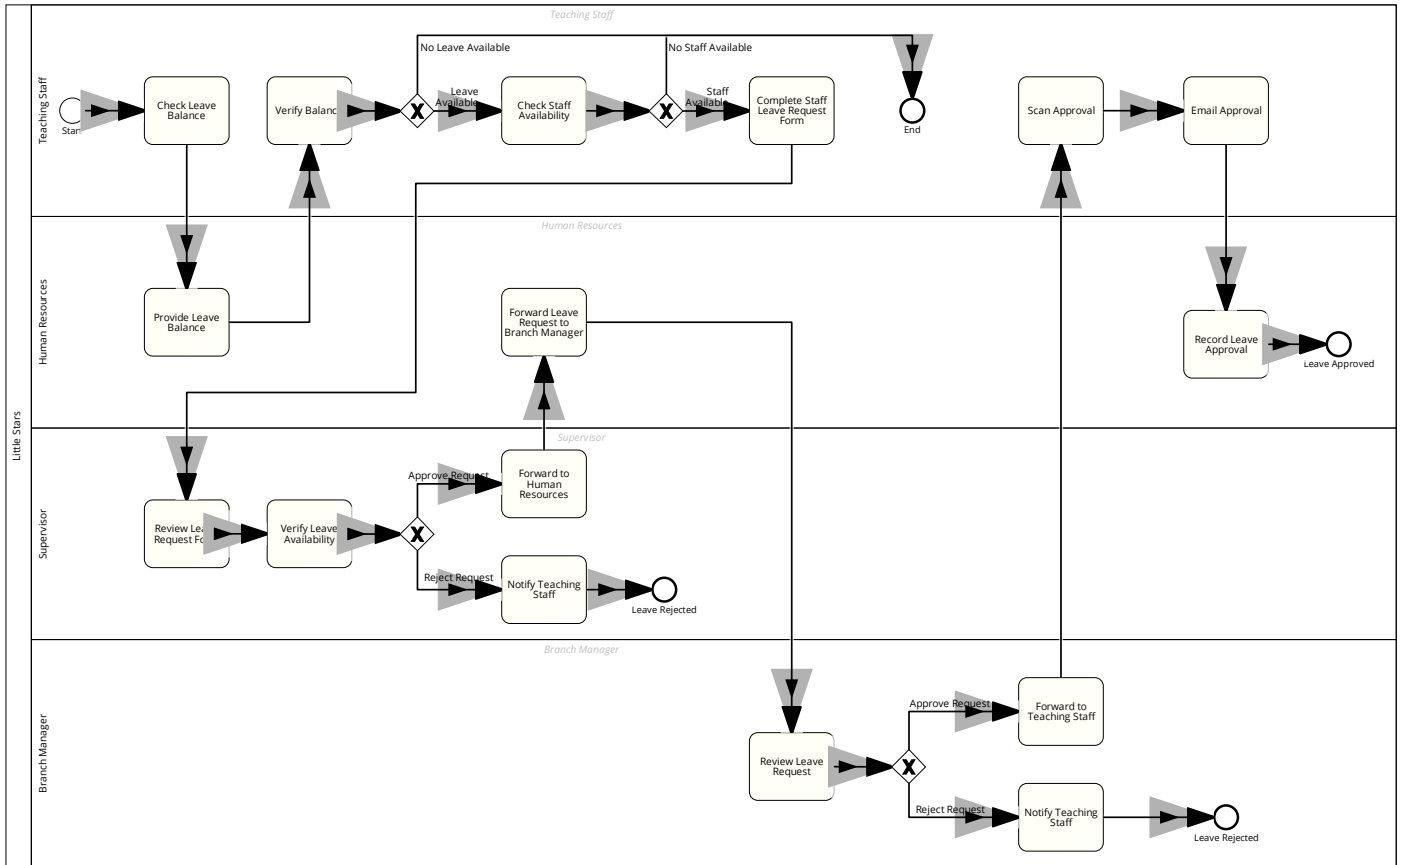 Little Stars
Teaching Staff
Teaching Staff
Start
Check Leave
Balance
Verify Balance
No Leave Available
Leave
Available
Check Staff
Availability
No Staff Available
Staff
Available
Complete Staff
Leave Request
Form
End
Scan Approval
Email Approval
Human Resources
Human Resources
Provide Leave
Balance
Forward Leave
Request to
Branch Manager
Record Leave
Approval
Leave Approved
Supervisor
Supervisor
Review Leave
Request Form
Verify Leave
Availability
Approve Request
Forward to
Human
Resources
Reject Request
Notify Teaching
Staff
Leave Rejected
Branch Manager
Branch Manager
Review Leave
Request
Approve Request
Forward to
Teaching Staff
Reject Request
Notify Teaching
Staff
Leave Rejected